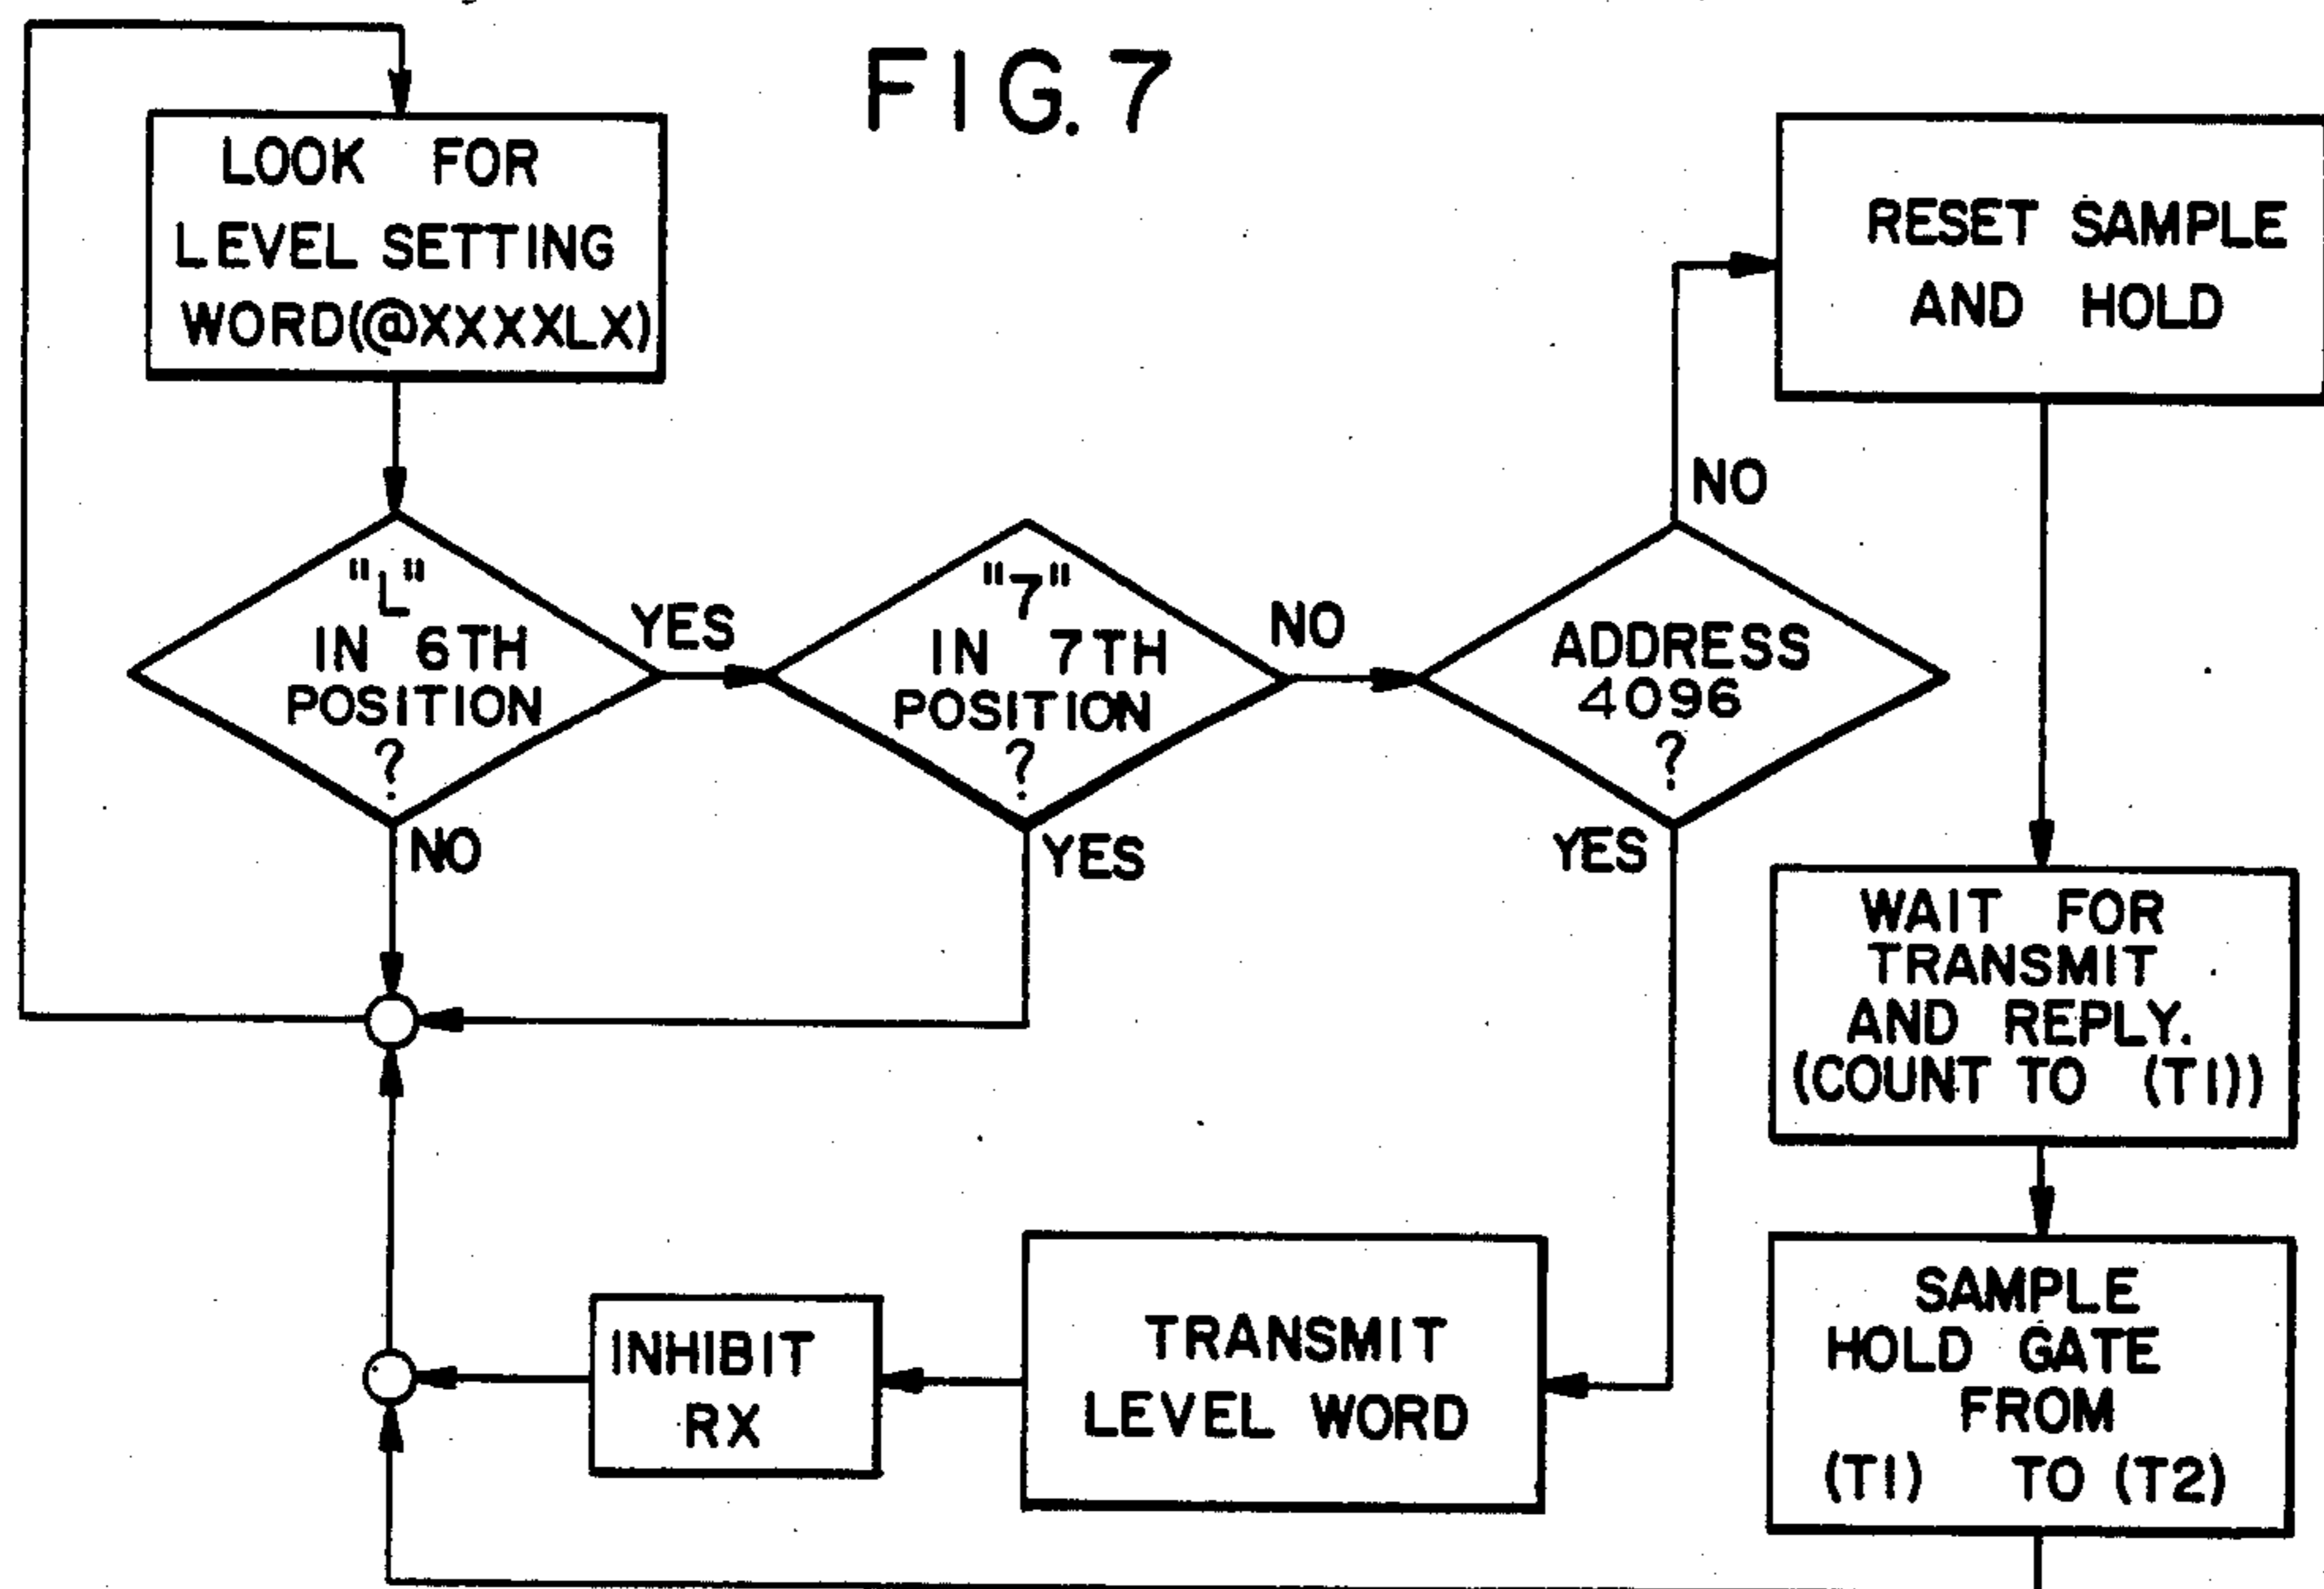 FIG. 7
LOOK FOR
LEVEL SETTING
WORD(@XXXXLX)
RESET SAMPLE
AND HOLD
"L"
IN 6TH
POSITION
?
YES
NO
"7"
IN 7TH
POSITION
?
NO
YES
ADDRESS
4096
?
NO
YES
WAIT FOR
TRANSMIT
AND REPLY.
(COUNT TO (T1))
INHIBIT
RX
TRANSMIT
LEVEL WORD
SAMPLE
HOLD GATE
FROM
(T1) TO (T2)